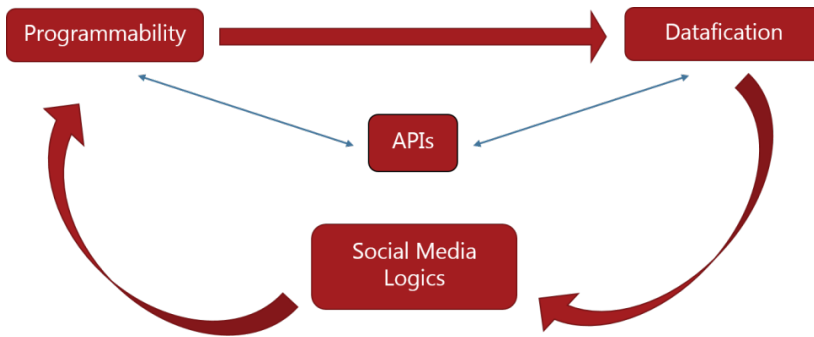 Programmability
Datafication
APIs
Social Media
Logics